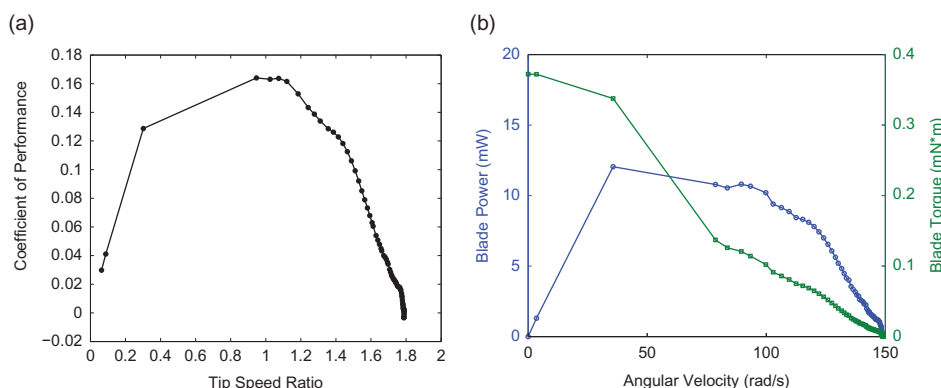 (a)
0.18
0.16
0.14
0.12
0.1
0.08
0.06
0.04
0.02
0
−0.02
Coefficient of Performance
0 0.2 0.4 0.6 0.8 1 1.2 1.4 1.6 1.8 2
Tip Speed Ratio
(b)
20
15
10
5
0
Blade Power (mW)
0 50 100 150
Angular Velocity (rad/s)
0.4
0.3
0.2
0.1
0
Blade Torque (mN*m)